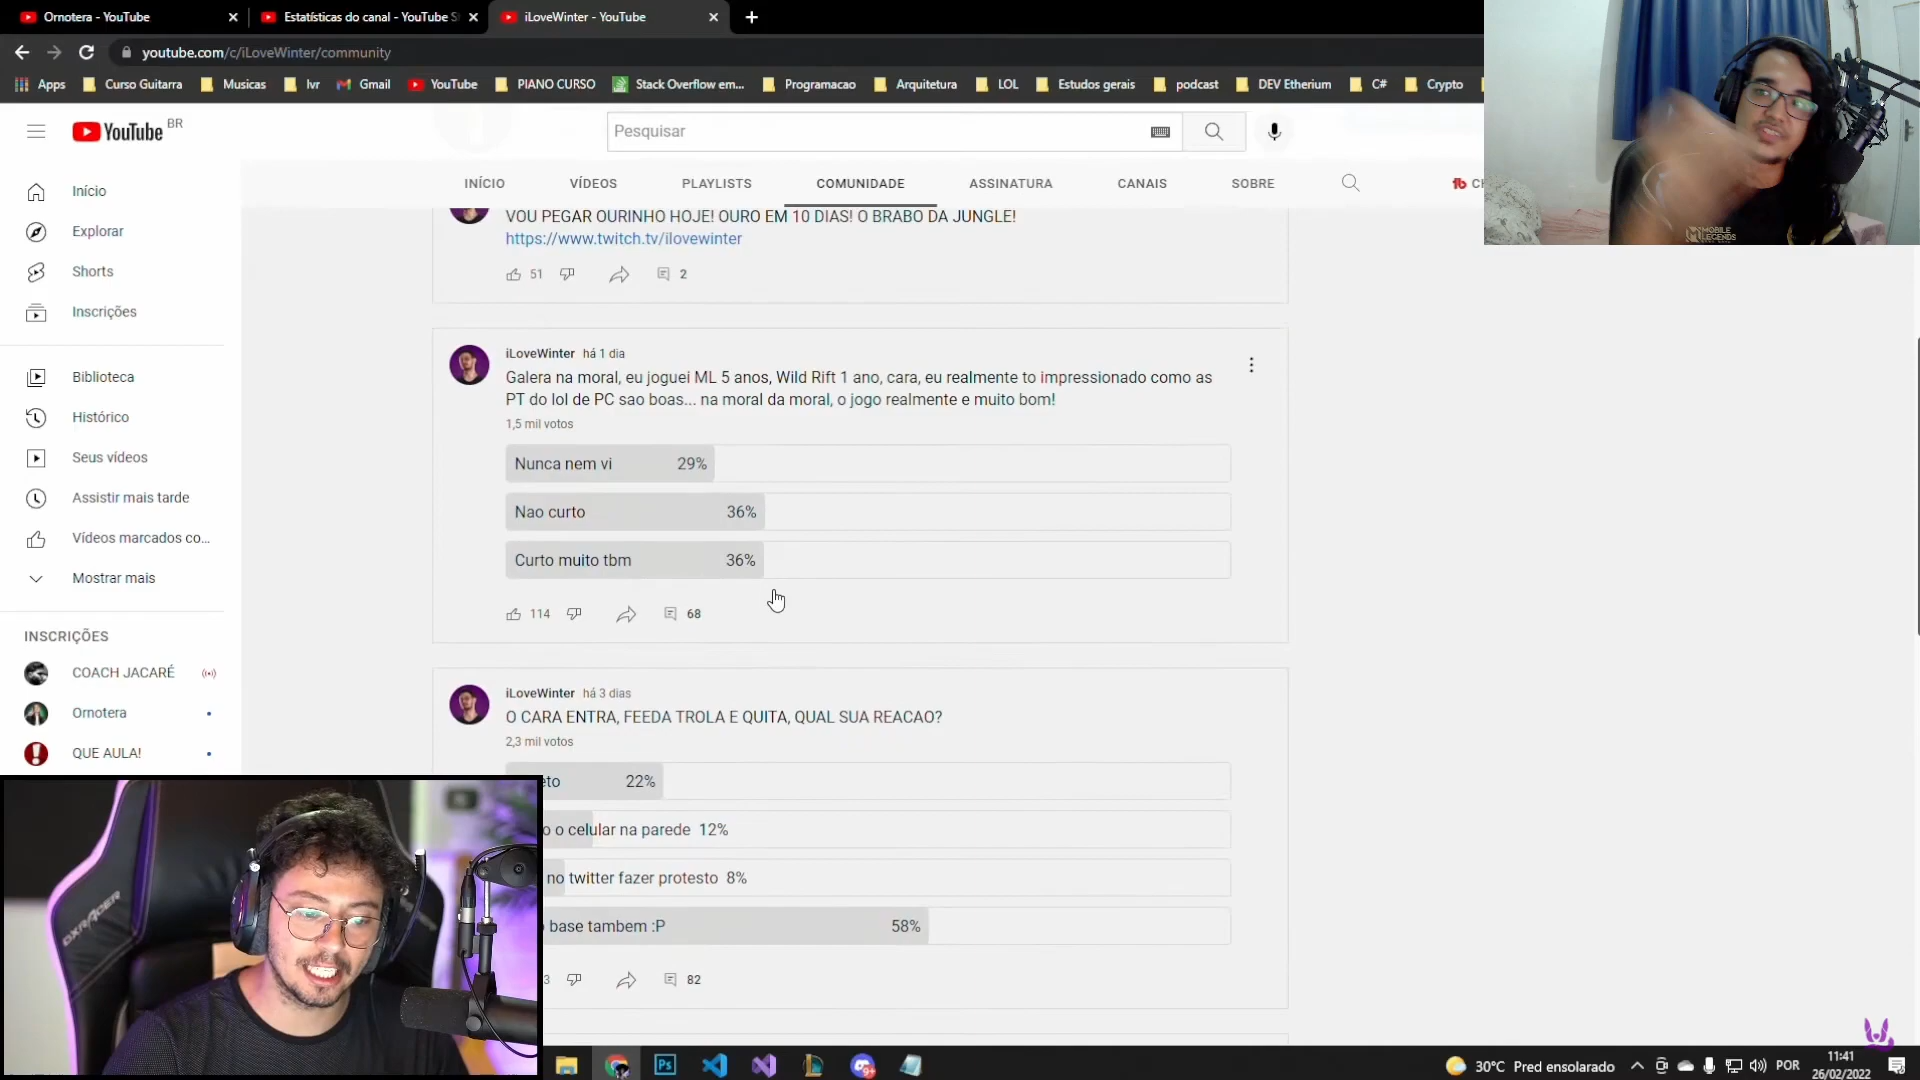 Ornotera - YouTube
Estatísticas do canal - YouTube S
iLoveWinter - YouTube
youtube.com/c/iLoveWinter/community
Apps
Curso Guitarra
Musicas
Ivr
Gmail
YouTube
PIANO CURSO
Stack Overflow em...
Programacao
Arquitetura
LOL
Estudos gerais
podcast
DEV Etherium
C#
Crypto
YouTube BR
Pesquisar
INÍCIO
VÍDEOS
PLAYLISTS
COMUNIDADE
ASSINATURA
CANAIS
SOBRE
Início
Explorar
Shorts
Inscrições
Biblioteca
Histórico
Seus vídeos
Assistir mais tarde
Vídeos marcados co...
Mostrar mais
INSCRIÇÕES
COACH JACARÉ
Ornotera
QUE AULA!
VOU PEGAR OURINHO HOJE! OURO EM 10 DIAS! O BRABO DA JUNGLE!
https://www.twitch.tv/ilovewinter
51
2
iLoveWinter há 1 dia
Galera na moral, eu joguei ML 5 anos, Wild Rift 1 ano, cara, eu realmente to impressionado como as
PT do lol de PC sao boas... na moral da moral, o jogo realmente e muito bom!
1,5 mil votos
Nunca nem vi 29%
Nao curto 36%
Curto muito tbm 36%
114
68
iLoveWinter há 3 dias
O CARA ENTRA, FEEDA TROLA E QUITA, QUAL SUA REACAO?
2,3 mil votos
eto 22%
o o celular na parede 12%
no twitter fazer protesto 8%
base tambem :P 58%
3
82
MOBILE
LEGENDS
DXRACER
Ps
9+
30°C Pred ensolarado
POR
11:41
26/02/2022